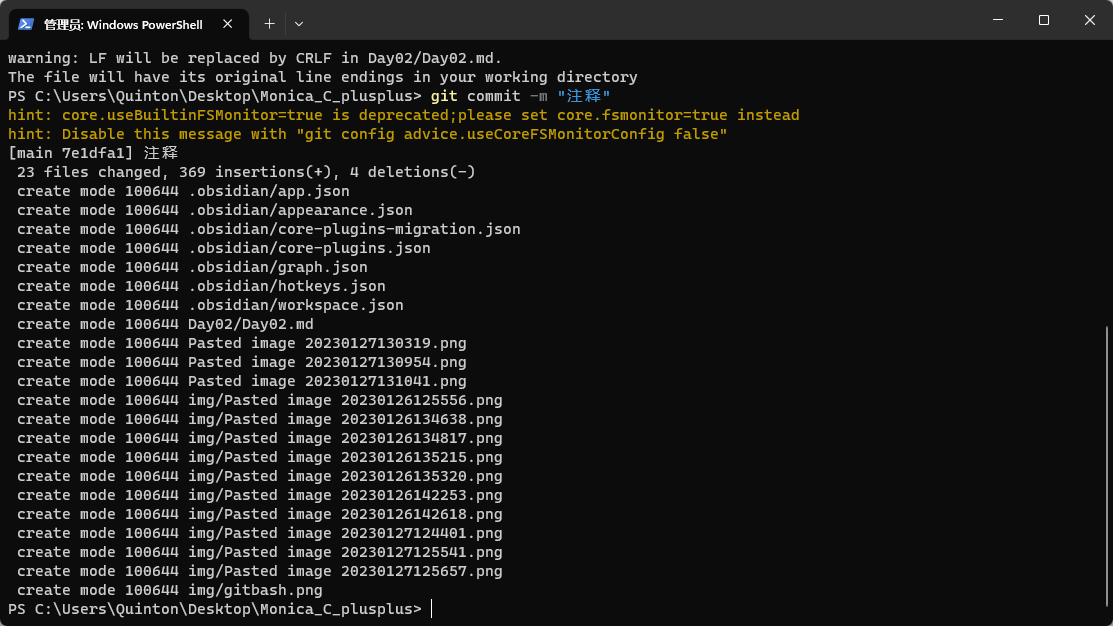 管理员: Windows PowerShell
warning: LF will be replaced by CRLF in Day02/Day02.md.
The file will have its original line endings in your working directory
PS C:\Users\Quinton\Desktop\Monica_C_plusplus> git commit -m "注释"
hint: core.useBuiltinFSMonitor=true is deprecated;please set core.fsmonitor=true instead
hint: Disable this message with "git config advice.useCoreFSMonitorConfig false"
[main 7e1dfa1] 注释
 23 files changed, 369 insertions(+), 4 deletions(-)
 create mode 100644 .obsidian/app.json
 create mode 100644 .obsidian/appearance.json
 create mode 100644 .obsidian/core-plugins-migration.json
 create mode 100644 .obsidian/core-plugins.json
 create mode 100644 .obsidian/graph.json
 create mode 100644 .obsidian/hotkeys.json
 create mode 100644 .obsidian/workspace.json
 create mode 100644 Day02/Day02.md
 create mode 100644 Pasted image 20230127130319.png
 create mode 100644 Pasted image 20230127130954.png
 create mode 100644 Pasted image 20230127131041.png
 create mode 100644 img/Pasted image 20230126125556.png
 create mode 100644 img/Pasted image 20230126134638.png
 create mode 100644 img/Pasted image 20230126134817.png
 create mode 100644 img/Pasted image 20230126135215.png
 create mode 100644 img/Pasted image 20230126135320.png
 create mode 100644 img/Pasted image 20230126142253.png
 create mode 100644 img/Pasted image 20230126142618.png
 create mode 100644 img/Pasted image 20230127124401.png
 create mode 100644 img/Pasted image 20230127125541.png
 create mode 100644 img/Pasted image 20230127125657.png
 create mode 100644 img/gitbash.png
PS C:\Users\Quinton\Desktop\Monica_C_plusplus>